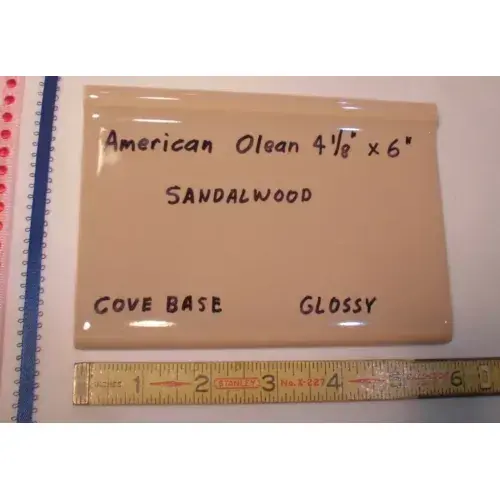 American Olean 4 1/8" x 6"
SANDALWOOD
COVE BASE GLOSSY
INCHES 1 2 STANLEY 3 No. X-227 4 5 6